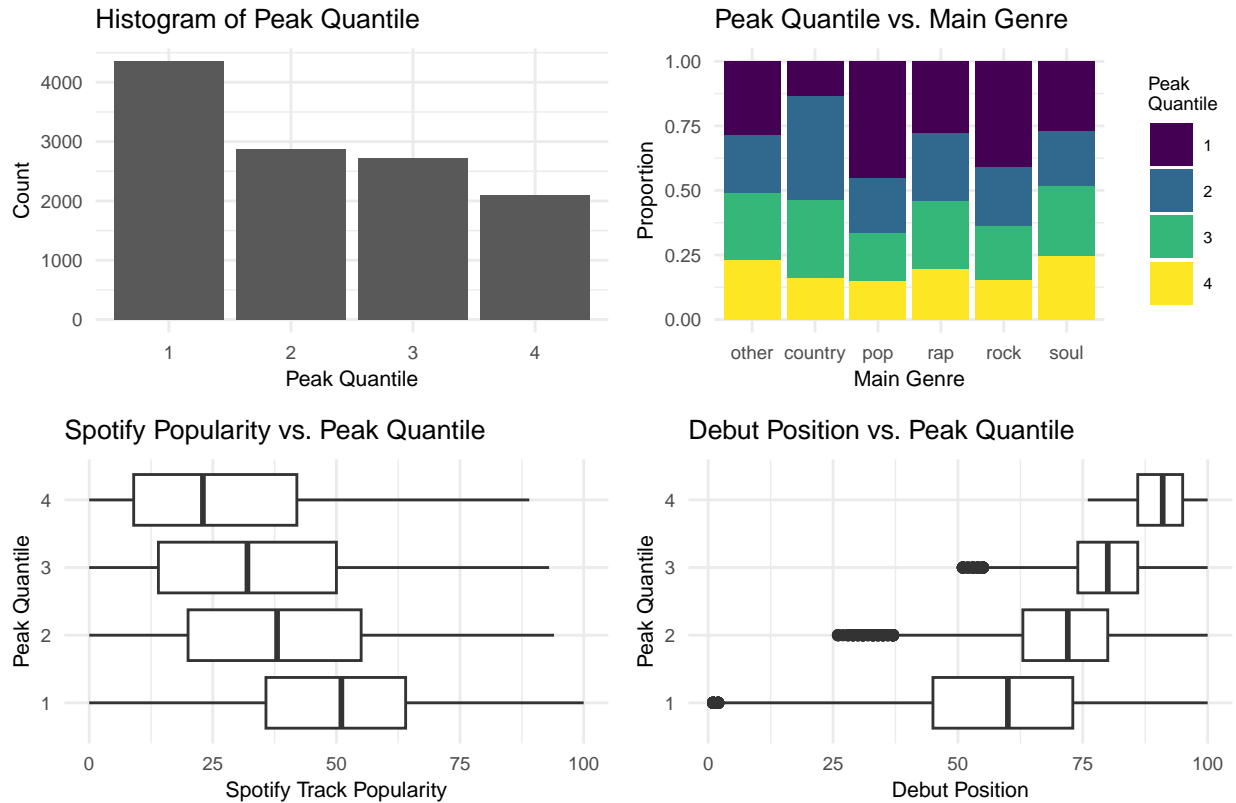 Histogram of Peak Quantile
4000
3000
2000
1000
0
Count
1 2 3 4
Peak Quantile
Peak Quantile vs. Main Genre
1.00
0.75
0.50
0.25
0.00
Proportion
other country pop rap rock soul
Main Genre
Peak
Quantile
1
2
3
4
Spotify Popularity vs. Peak Quantile
4
3
2
1
Peak Quantile
0 25 50 75 100
Spotify Track Popularity
Debut Position vs. Peak Quantile
4
3
2
1
Peak Quantile
0 25 50 75 100
Debut Position